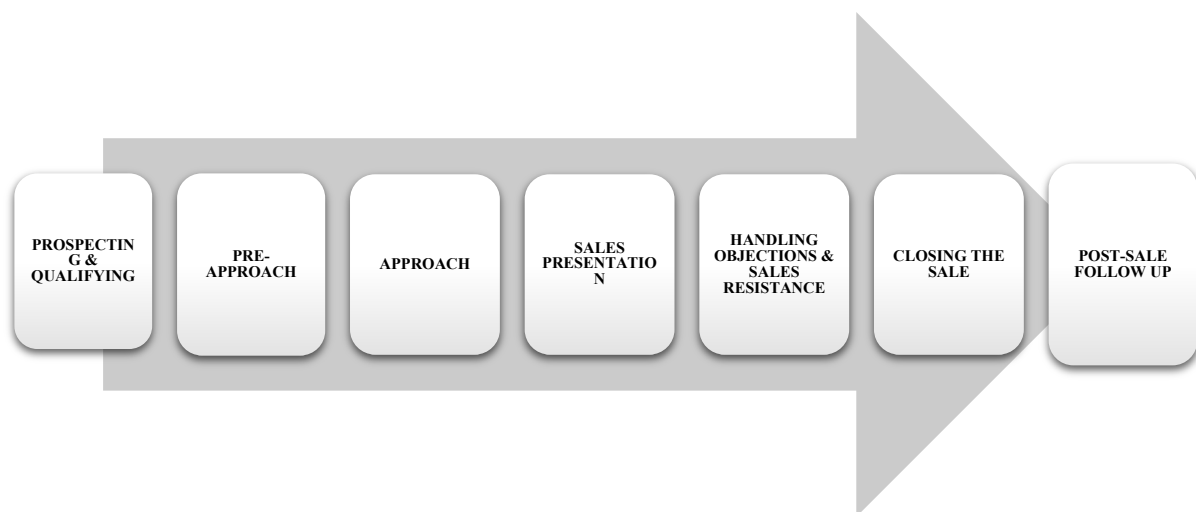 PROSPECTIN
G &
QUALIFYING
PRE-
APPROACH
APPROACH
SALES
PRESENTATIO
N
HANDLING
OBJECTIONS &
SALES
RESISTANCE
CLOSING THE
SALE
POST-SALE
FOLLOW UP